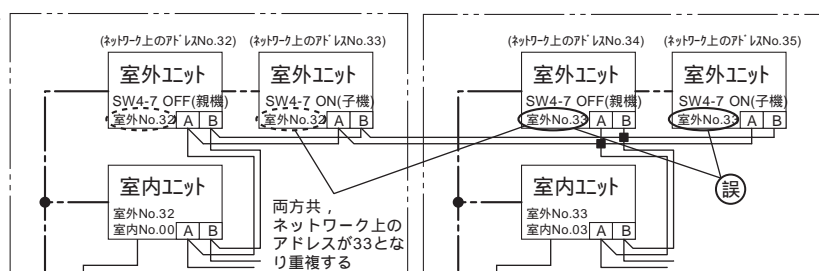 (ﾈｯﾄﾜｰｸ上のｱﾄﾞﾚｽNo.32)
(ﾈｯﾄﾜｰｸ上のｱﾄﾞﾚｽNo.33)
(ﾈｯﾄﾜｰｸ上のｱﾄﾞﾚｽNo.34)
(ﾈｯﾄﾜｰｸ上のｱﾄﾞﾚｽNo.35)
室外ﾕﾆｯﾄ
SW4-7 OFF(親機)
室外No.32 A B
室外ﾕﾆｯﾄ
SW4-7 ON(子機)
室外No.32 A B
室外ﾕﾆｯﾄ
SW4-7 OFF(親機)
室外No.33 A B
室外ﾕﾆｯﾄ
SW4-7 ON(子機)
室外No.33 A B
室内ﾕﾆｯﾄ
室外No.32
室内No.00 A B
両方共，
ネットワーク上の
アドレスが33とな
り重複する
室内ﾕﾆｯﾄ
室外No.33
室内No.03 A B
誤